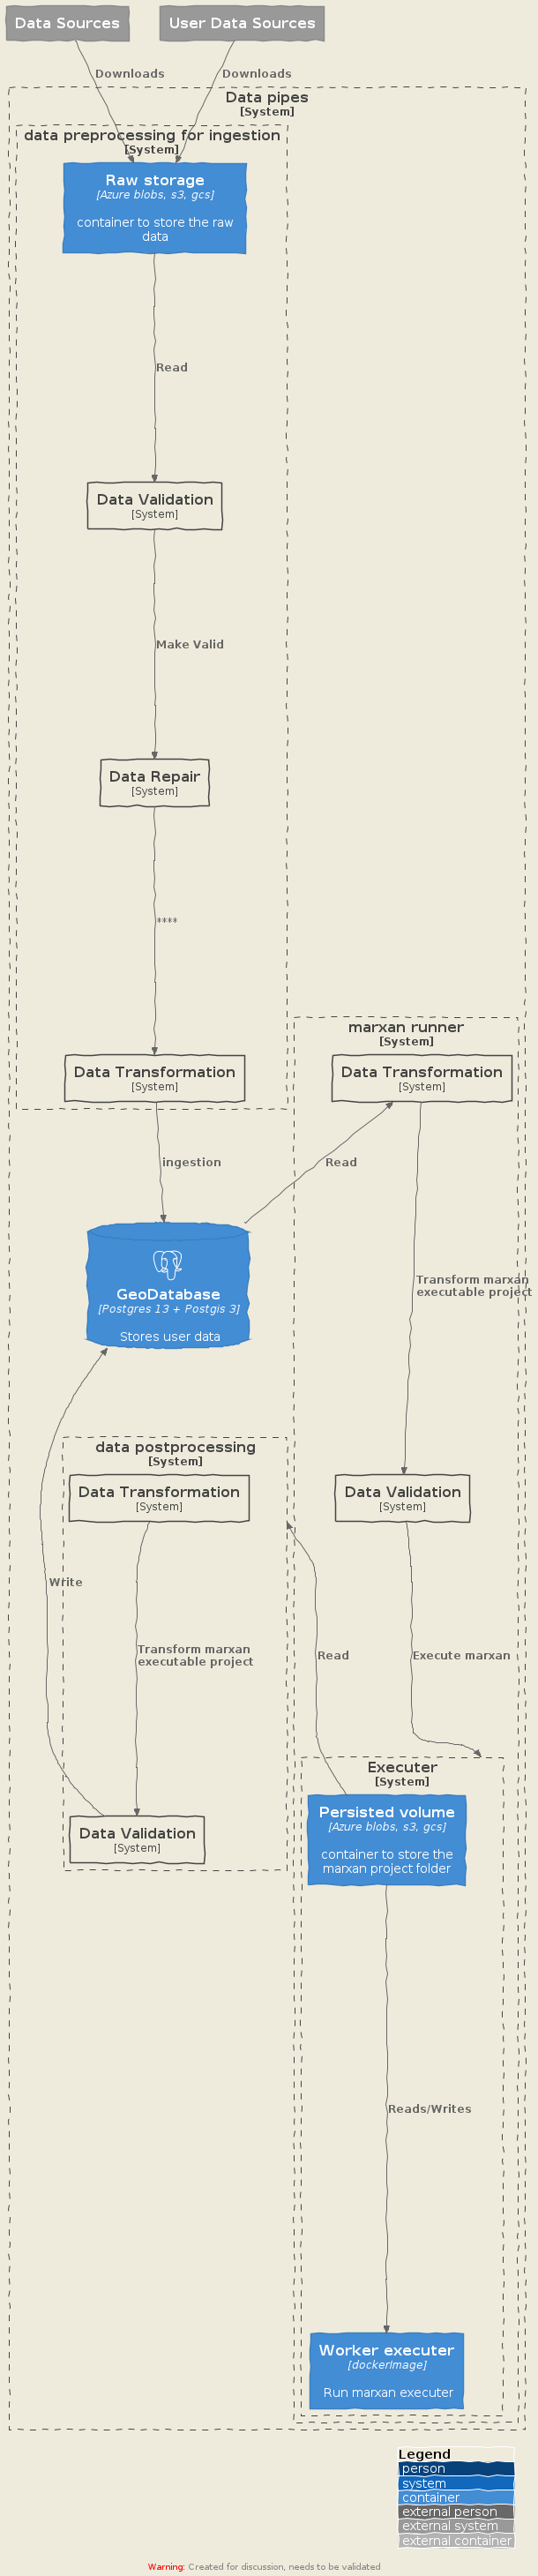 Data Sources
User Data Sources
Downloads
Downloads
Data pipes
[System]
data preprocessing for ingestion
[System]
Raw storage
[Azure blobs, s3, gcs]
container to store the raw
data
Read
Data Validation
[System]
Make Valid
Data Repair
[System]
****
marxan runner
[System]
Data Transformation
[System]
Data Transformation
[System]
ingestion
Read
GeoDatabase
[Postgres 13 + Postgis 3]
Stores user data
Transform marxan
executable project
data postprocessing
[System]
Data Transformation
[System]
Data Validation
[System]
Write
Transform marxan
executable project
Read
Execute marxan
Executer
[System]
Persisted volume
[Azure blobs, s3, gcs]
container to store the
marxan project folder
Data Validation
[System]
Reads/Writes
Worker executer
[dockerImage]
Run marxan executer
Legend
person
system
container
external person
external system
external container
Warning: Created for discussion, needs to be validated